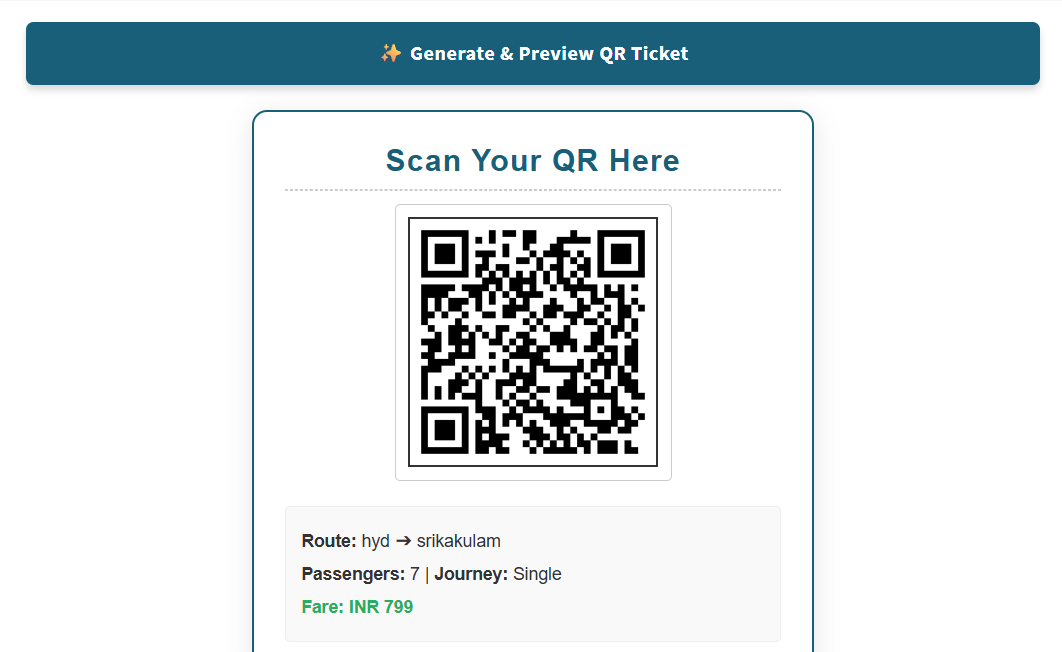 ✨ Generate & Preview QR Ticket
Scan Your QR Here
Route: hyd ➔ srikakulam
Passengers: 7 | Journey: Single
Fare: INR 799